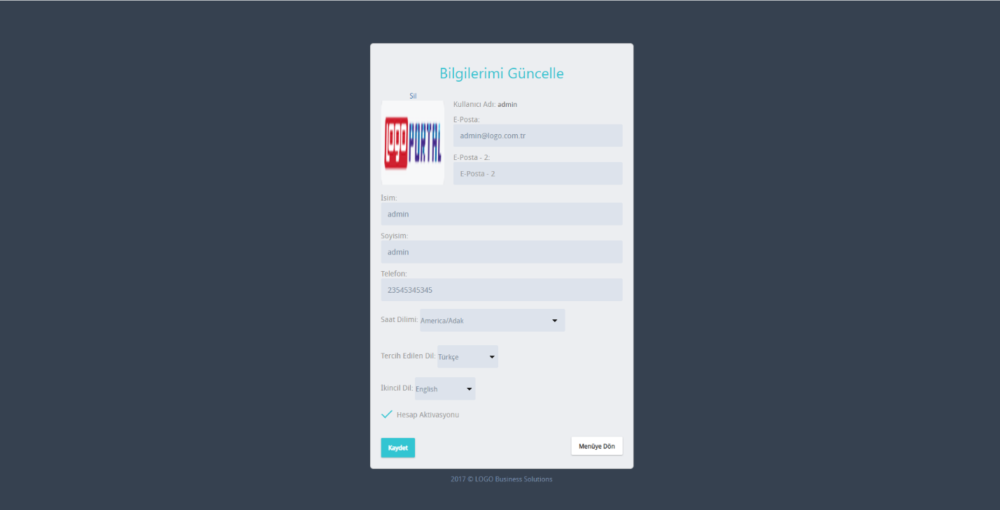 Bilgilerimi Güncelle
Sil
logo PORTAL
Kullanıcı Adı: admin
E-Posta:
admin@logo.com.tr
E-Posta - 2:
E-Posta - 2
İsim:
admin
Soyisim:
admin
Telefon:
23545345345
Saat Dilimi: America/Adak
Tercih Edilen Dil: Türkçe
İkincil Dil: English
Hesap Aktivasyonu
Kaydet
Menüye Dön
2017 © LOGO Business Solutions